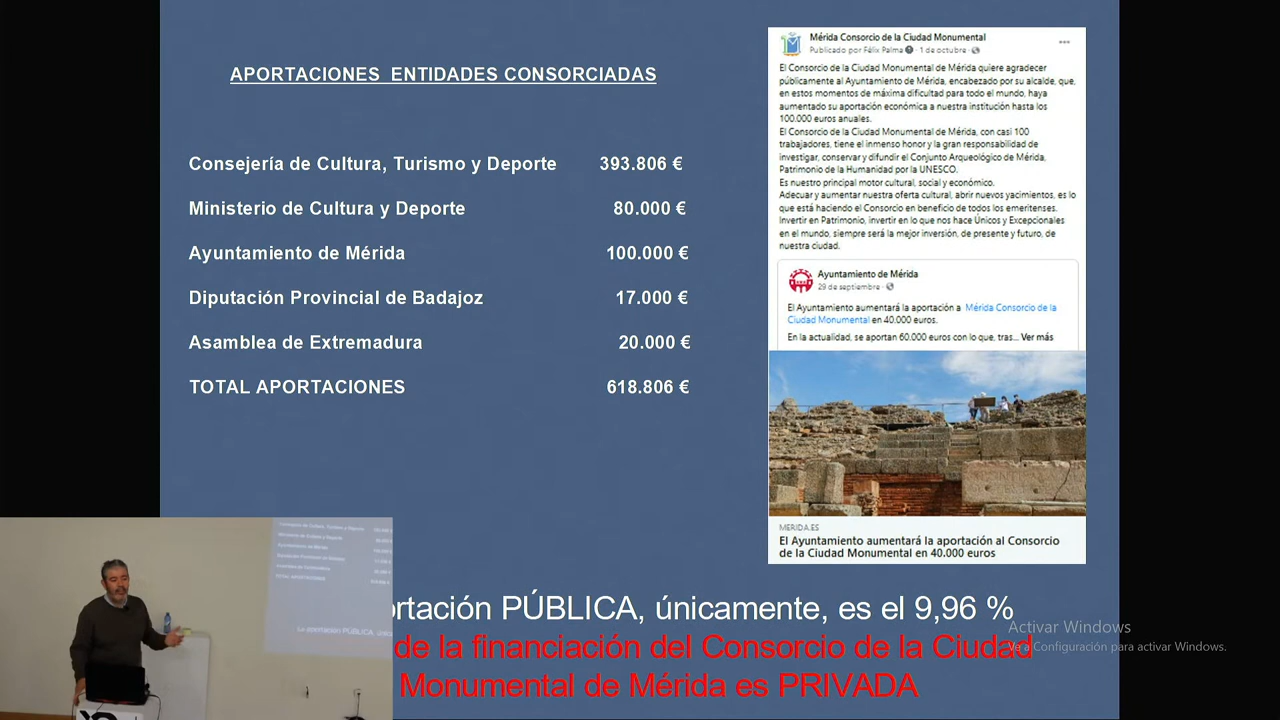 APORTACIONES ENTIDADES CONSORCIADAS
Consejería de Cultura, Turismo y Deporte 393.806 €
Ministerio de Cultura y Deporte 80.000 €
Ayuntamiento de Mérida 100.000 €
Diputación Provincial de Badajoz 17.000 €
Asamblea de Extremadura 20.000 €
TOTAL APORTACIONES 618.806 €
Mérida Consorcio de la Ciudad Monumental
Publicado por Félix Palma · 1 de octubre ·
El Consorcio de la Ciudad Monumental de Mérida quiere agradecer
públicamente al Ayuntamiento de Mérida, encabezado por su alcalde, que,
en estos momentos de máxima dificultad para todo el mundo, haya
aumentado su aportación económica a nuestra institución hasta los
100.000 euros anuales.
El Consorcio de la Ciudad Monumental de Mérida, con casi 100
trabajadores, tiene el inmenso honor y la gran responsabilidad de
investigar, conservar y difundir el Conjunto Arqueológico de Mérida,
Patrimonio de la Humanidad por la UNESCO.
Es nuestro principal motor cultural, social y económico.
Adecuar y aumentar nuestra oferta cultural, abrir nuevos yacimientos, es lo
que está haciendo el Consorcio en beneficio de todos los emeritenses.
Invertir en Patrimonio, invertir en lo que nos hace Únicos y Excepcionales
en el mundo, siempre será la mejor inversión, de presente y futuro, de
nuestra ciudad.
Ayuntamiento de Mérida
29 de septiembre ·
El Ayuntamiento aumentará la aportación a Mérida Consorcio de la
Ciudad Monumental en 40.000 euros.
En la actualidad, se aportan 60.000 euros con lo que, tras... Ver más
MERIDA.ES
El Ayuntamiento aumentará la aportación al Consorcio
de la Ciudad Monumental en 40.000 euros
ortación PÚBLICA, únicamente, es el 9,96 %
de la financiación del Consorcio de la Ciudad
Monumental de Mérida es PRIVADA
Activar Windows
Ve a Configuración para activar Windows.
TOTAL APORTACIONES
La aportación PÚBLICA, únic